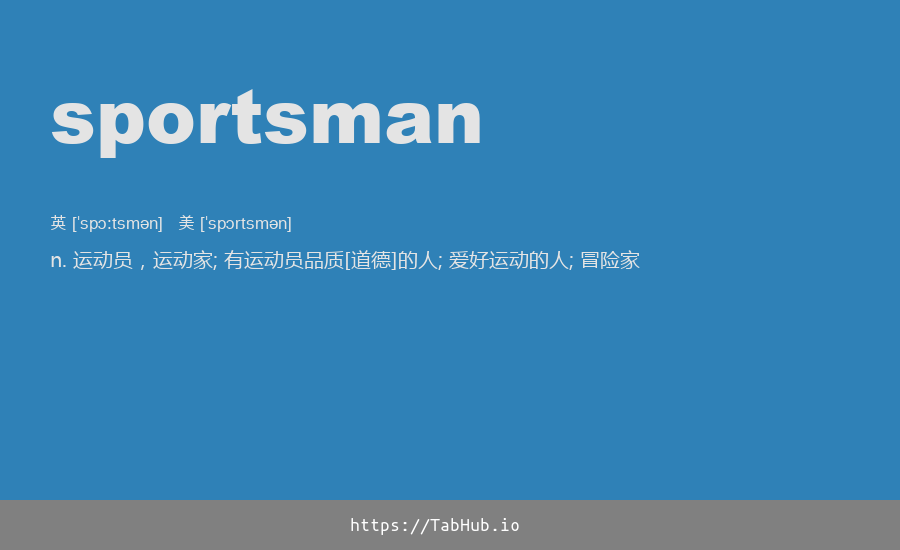 sportsman
英 [ˈspɔːtsmən] 美 [ˈspɔrtsmən]
n. 运动员，运动家; 有运动员品质[道德]的人; 爱好运动的人; 冒险家
https://TabHub.io